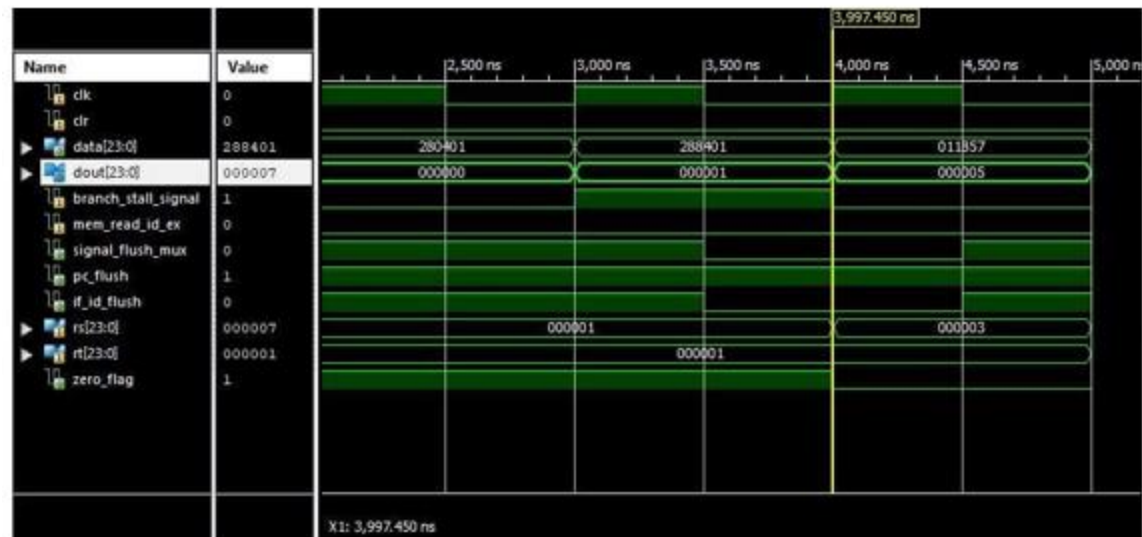 3,997.450 ns
Name Value
2,500 ns 3,000 ns 3,500 ns 4,000 ns 4,500 ns 5,000 n
clk 0
clr 0
data[23:0] 288401 280401 288401 011857
dout[23:0] 000007 000000 000001 000005
branch_stall_signal 1
mem_read_id_ex 0
signal_flush_mux 0
pc_flush 1
if_id_flush 0
rs[23:0] 000007 000001 000003
rt[23:0] 000001 000001
zero_flag 1
X1: 3,997.450 ns